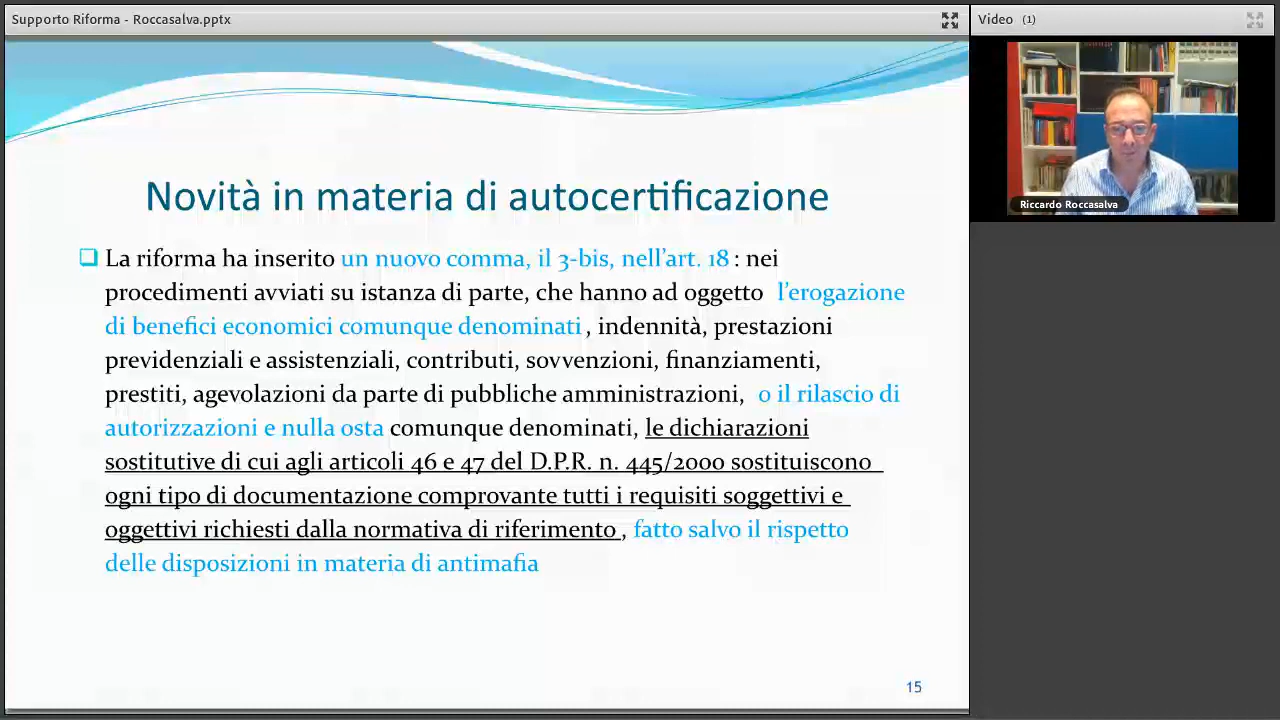 Supporto Riforma - Roccasalva.pptx
Video (1)
Riccardo Roccasalva
Novità in materia di autocertificazione
La riforma ha inserito un nuovo comma, il 3-bis, nell'art. 18 : nei
procedimenti avviati su istanza di parte, che hanno ad oggetto l'erogazione
di benefici economici comunque denominati , indennità, prestazioni
previdenziali e assistenziali, contributi, sovvenzioni, finanziamenti,
prestiti, agevolazioni da parte di pubbliche amministrazioni, o il rilascio di
autorizzazioni e nulla osta comunque denominati, le dichiarazioni
sostitutive di cui agli articoli 46 e 47 del D.P.R. n. 445/2000 sostituiscono
ogni tipo di documentazione comprovante tutti i requisiti soggettivi e
oggettivi richiesti dalla normativa di riferimento , fatto salvo il rispetto
delle disposizioni in materia di antimafia
15